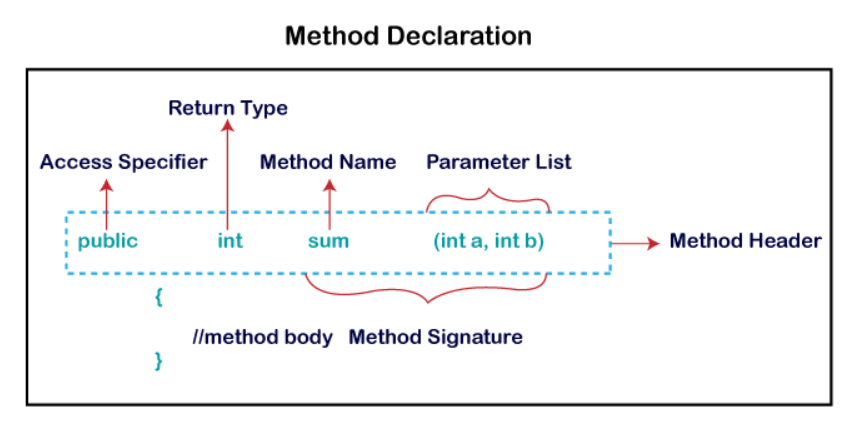 Method Declaration
Return Type
Access Specifier
Method Name
Parameter List
public int sum (int a, int b)
Method Header
{
//method body
Method Signature
}